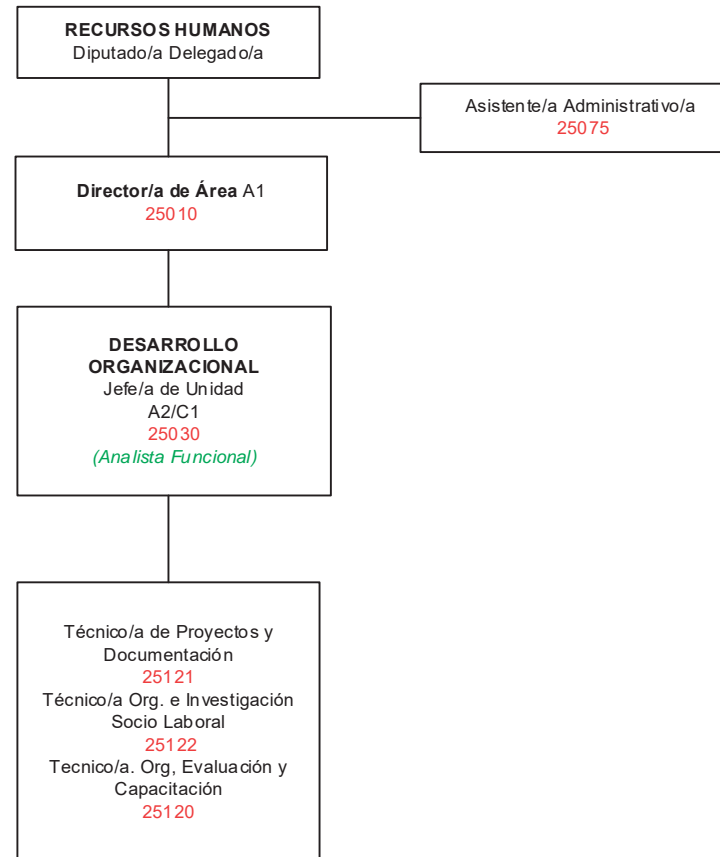 RECURSOS HUMANOS
Diputado/a Delegado/a
Asistente/a Administrativo/a
25075
Director/a de Área A1
25010
DESARROLLO
ORGANIZACIONAL
Jefe/a de Unidad
A2/C1
25030
(Analista Funcional)
Técnico/a de Proyectos y
Documentación
25121
Técnico/a Org. e Investigación
Socio Laboral
25122
Tecnico/a. Org, Evaluación y
Capacitación
25120